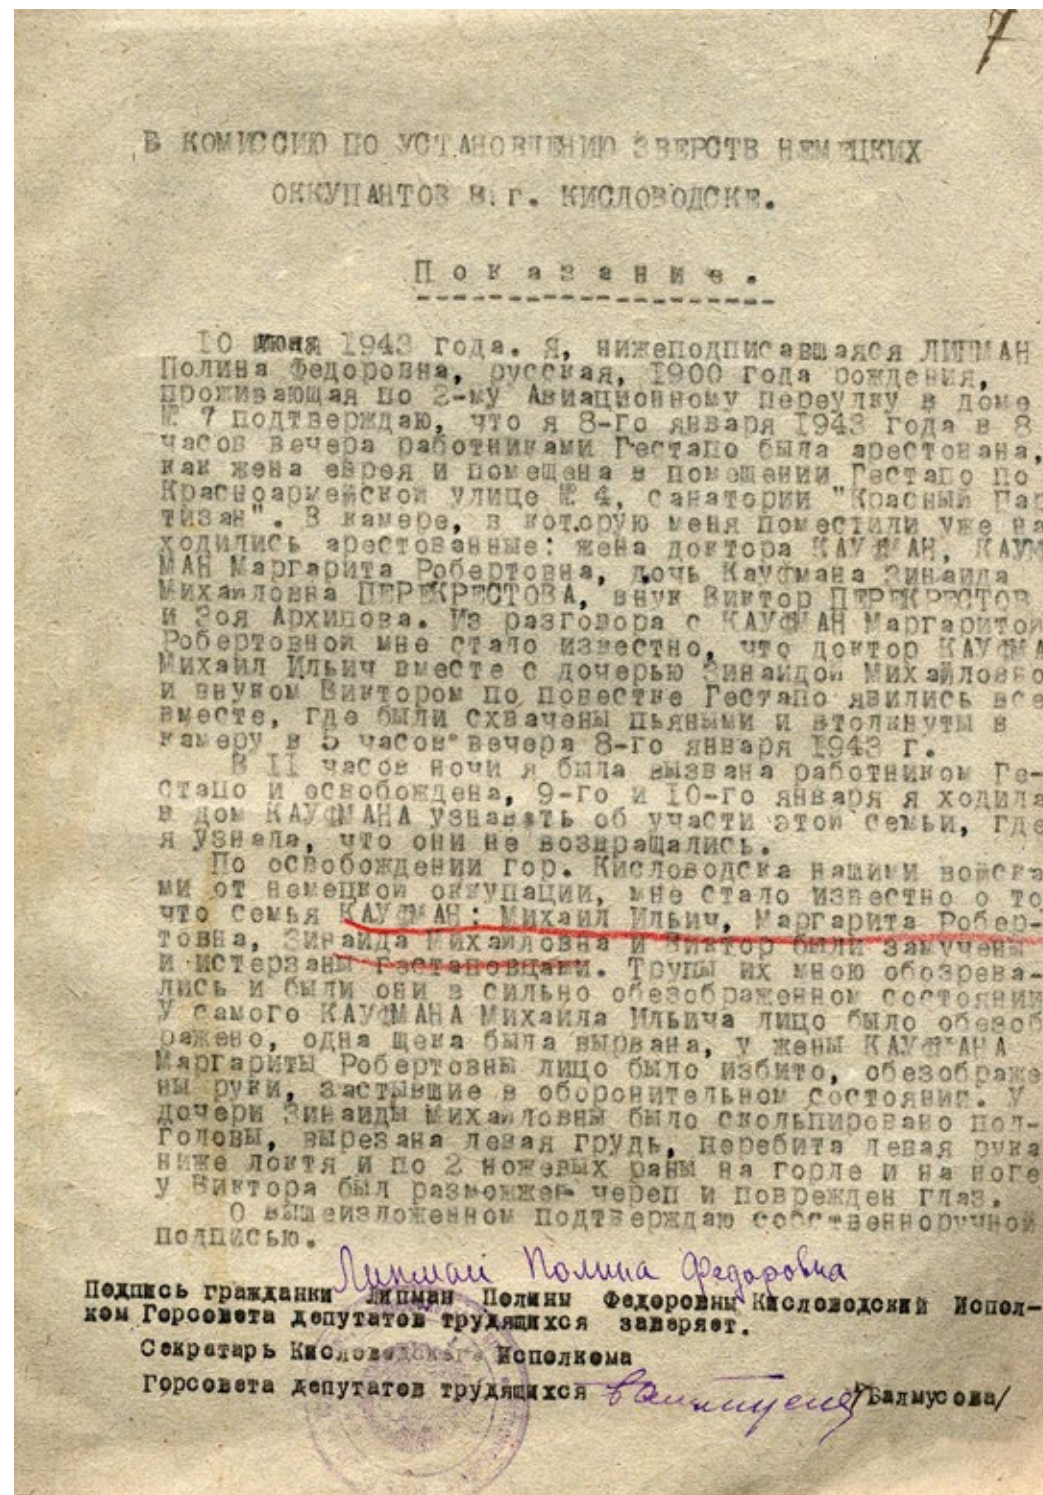 7
В КОМИССИЮ ПО УСТАНОВЛЕНИЮ ЗВЕРСТВ НЕМЕЦКИХ
ОККУПАНТОВ В г. КИСЛОВОДСКЕ.
Показание.
10 июня 1943 года. Я, нижеподписавшаяся ЛИПМАН
Полина Федоровна, русская, 1900 года рождения,
проживающая по 2-му Авиационному переулку в доме
№ 7 подтверждаю, что я 8-го января 1943 года в 8
часов вечера работниками Гестапо была арестована,
как жена еврея и помещена в помещении Гестапо по
Красноармейской улице № 4, санатории "Красный Пар
тизан". В камере, в которую меня поместили уже на
ходились арестованные: жена доктора КАУФМАН, КАУФ
МАН Маргарита Робертовна, дочь Кауфмана Зинаида
Михайловна ПЕРЕКРЕСТОВА, внук Виктор ПЕРЕКРЕСТОВ
и Зоя Архипова. Из разговора с КАУФМАН Маргаритой
Робертовной мне стало известно, что доктор КАУФМА
Михаил Ильич вместе с дочерью Зинаидой Михайловно
и внуком Виктором по повестке Гестапо явились все
вместе, где были схвачены пьяными и втолкнуты в
камеру в 5 часов вечера 8-го января 1943 г.
В II часов ночи я была вызвана работником Ге-
стапо и освобождена, 9-го и 10-го января я ходила
в дом КАУФМАНА узнавать об участи этой семьи, где
я узнала, что они не возвращались.
По освобождении гор. Кисловодска нашими войска
ми от немецкой оккупации, мне стало известно о то
что семья КАУФМАН: Михаил Ильич, Маргарита Робер-
товна, Зинаида Михайловна и Виктор были замучены
и истерзаны гестаповцами. Трупы их мною обозрева-
лись и были они в сильно обезображенном состоянии
У самого КАУФМАНА Михаила Ильича лицо было обезоб
ражено, одна щека была вырвана, у жены КАУФМАНА
Маргариты Робертовны лицо было избито, обезображе
ны руки, застывшие в оборонительном состоянии. У
дочери Зинаиды Михайловны было скольпировано пол-
головы, вырезана левая грудь, перебита левая рука
ниже локтя и по 2 ножевых раны на горле и на ноге
у Виктора был размозжен череп и поврежден глаз.
О вышеизложенном подтверждаю собственноручной
подписью.
Липман Полина Федоровна
Подпись гражданки Липман Полины Федоровны Кисловодский Испол-
ком Горсовета депутатов трудящихся заверяет.
Секретарь Кисловодского Исполкома
Горсовета депутатов трудящихся /Балмусова/